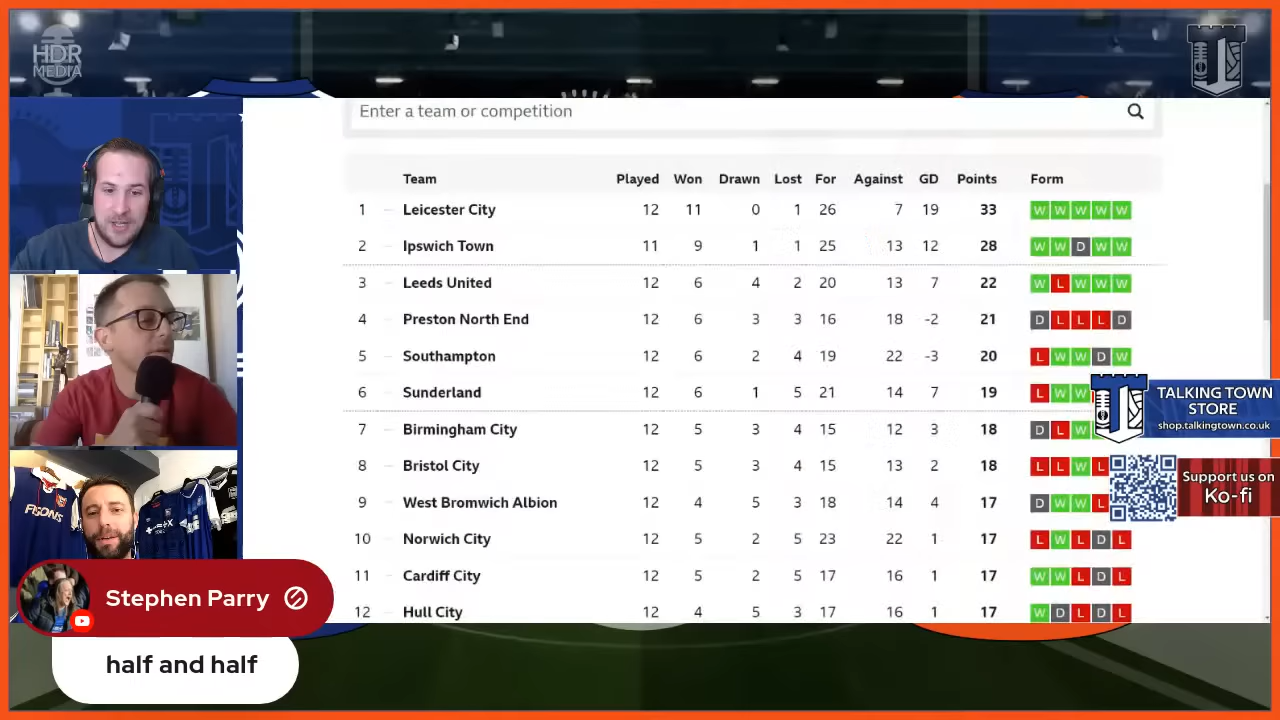 HDR
MEDIA
Enter a team or competition
Team Played Won Drawn Lost For Against GD Points Form
1 Leicester City 12 11 0 1 26 7 19 33 W W W W W
2 Ipswich Town 11 9 1 1 25 13 12 28 W W D W W
3 Leeds United 12 6 4 2 20 13 7 22 W L W W W
4 Preston North End 12 6 3 3 16 18 -2 21 D L L L D
5 Southampton 12 6 2 4 19 22 -3 20 L W W D W
6 Sunderland 12 6 1 5 21 14 7 19 L W W
7 Birmingham City 12 5 3 4 15 12 3 18 D L W
8 Bristol City 12 5 3 4 15 13 2 18 L L W L
9 West Bromwich Albion 12 4 5 3 18 14 4 17 D W W L
10 Norwich City 12 5 2 5 23 22 1 17 L W L D L
11 Cardiff City 12 5 2 5 17 16 1 17 W W L D L
12 Hull City 12 4 5 3 17 16 1 17 W D L D L
TALKING TOWN
STORE
shop.talkingtown.co.uk
Support us on
Ko-fi
FISONS
Stephen Parry
half and half